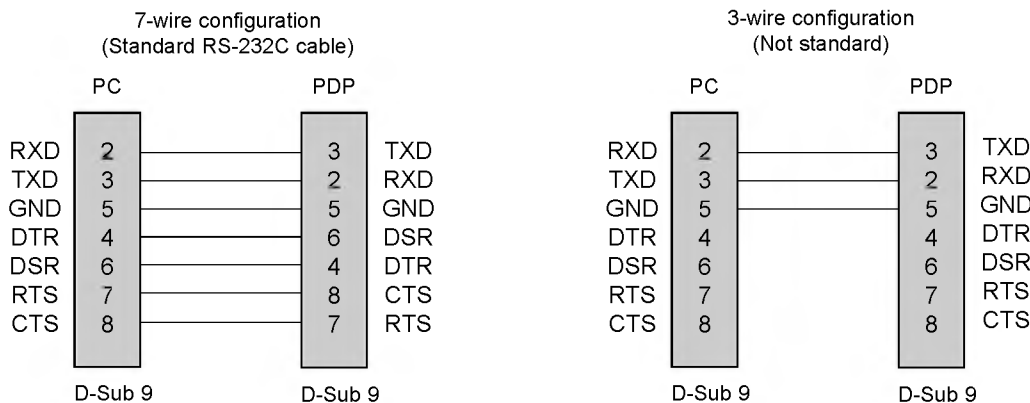 7-wire configuration
(Standard RS-232C cable)
PC PDP
RXD 2 3 TXD
TXD 3 2 RXD
GND 5 5 GND
DTR 4 6 DSR
DSR 6 4 DTR
RTS 7 8 CTS
CTS 8 7 RTS
D-Sub 9 D-Sub 9
3-wire configuration
(Not standard)
PC PDP
RXD 2 3 TXD
TXD 3 2 RXD
GND 5 5 GND
DTR 4 4 DTR
DSR 6 6 DSR
RTS 7 7 RTS
CTS 8 8 CTS
D-Sub 9 D-Sub 9